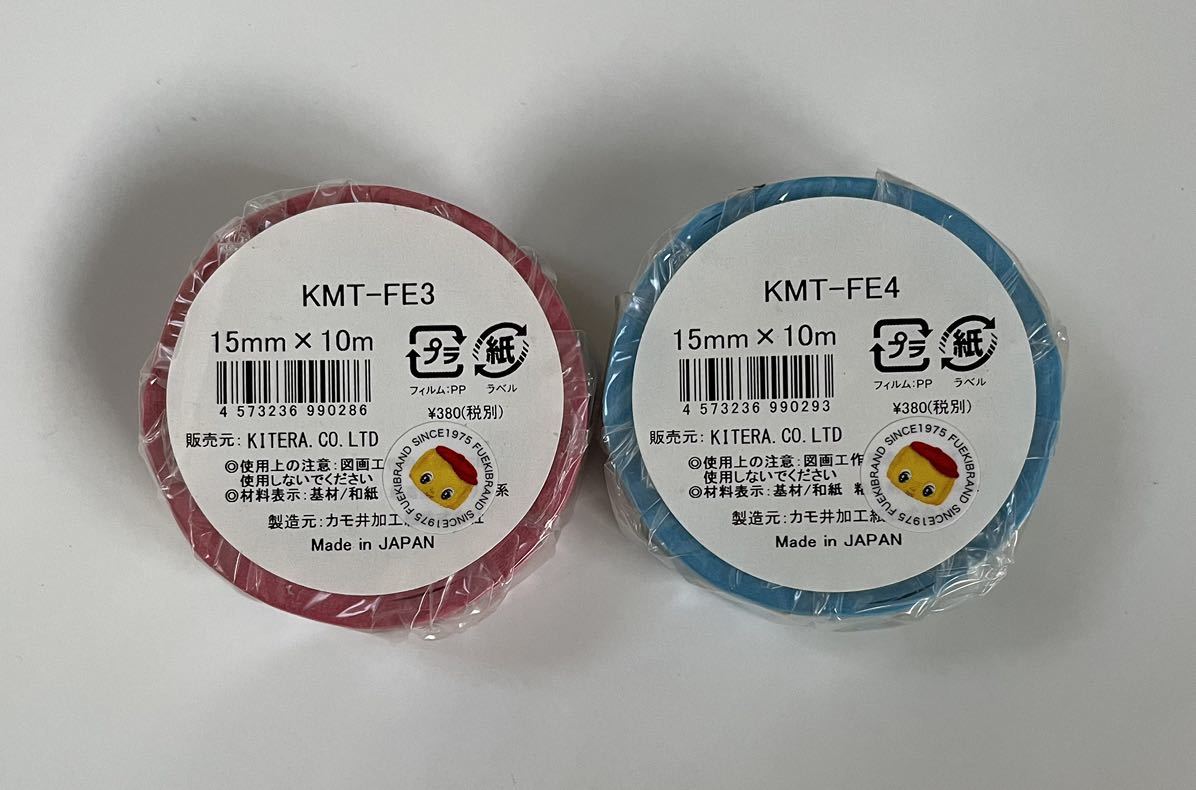 KMT-FE3
15mm×10m
プラ
紙
フィルム:PP
ラベル
4 573236 990286
¥380(税別)
販売元: KITERA.CO.LTD
◎使用上の注意:図画工
使用しないでください
◎材料表示:基材/和紙 系
製造元:カモ井加工
Made in JAPAN
FUEKIBRAND SINCE1975 FUEKIBRAND SINCE1975
KMT-FE4
15mm×10m
プラ
紙
フィルム:PP
ラベル
4 573236 990293
¥380(税別)
販売元: KITERA.CO.LTD
◎使用上の注意:図画工作
使用しないでください
◎材料表示:基材/和紙
製造元:カモ井加工紙
Made in JAPAN
FUEKIBRAND SINCE1975 FUEKIBRAND SINCE1975